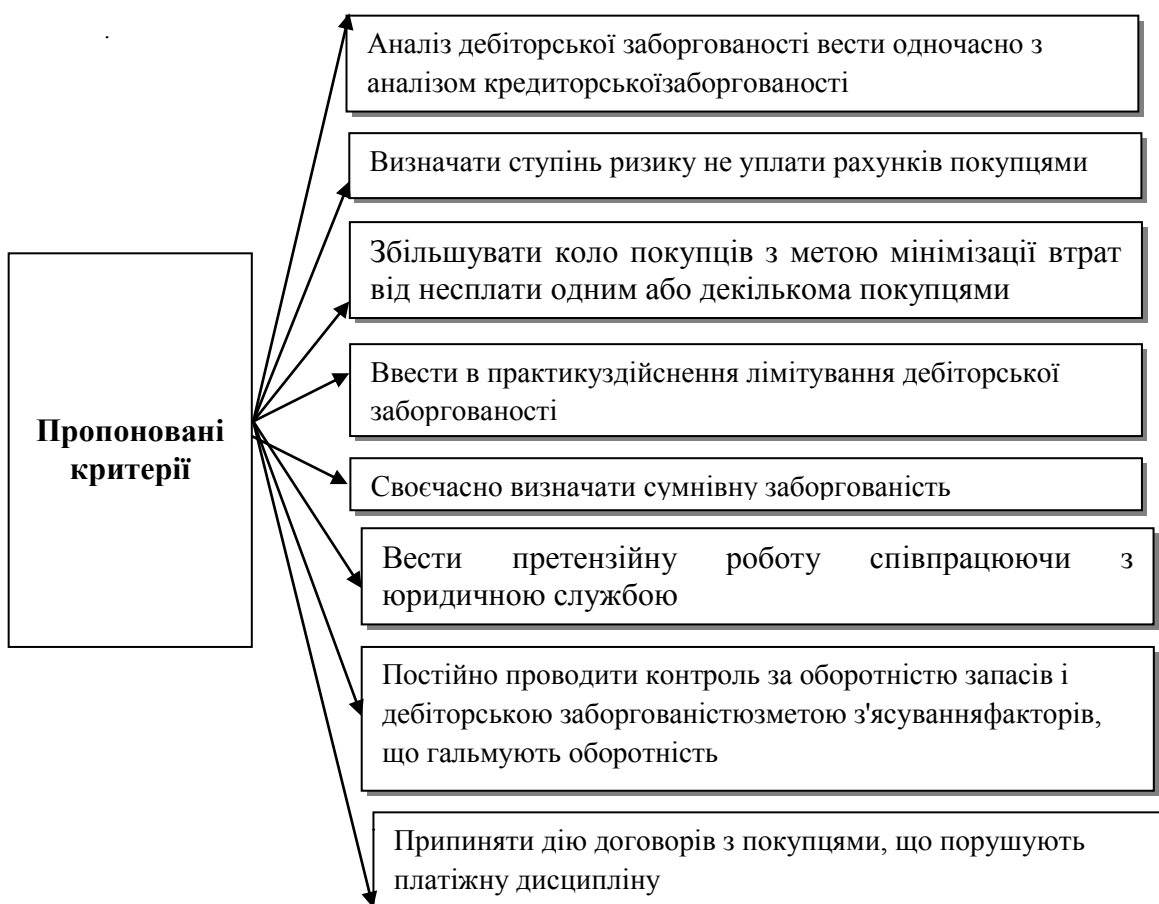 Аналіз дебіторської заборгованості вести одночасно з
аналізом кредиторськоїзаборгованості
Визначати ступінь ризику не уплати рахунків покупцями
Збільшувати коло покупців з метою мінімізації втрат
від несплати одним або декількома покупцями
Ввести в практикуздійснення лімітування дебіторської
заборгованості
Пропоновані
критерії
Своєчасно визначати сумнівну заборгованість
Вести претензійну роботу співпрацюючи з
юридичною службою
Постійно проводити контроль за оборотністю запасів і
дебіторською заборгованістюзметою з'ясуванняфакторів,
що гальмують оборотність
Припиняти дію договорів з покупцями, що порушують
платіжну дисципліну